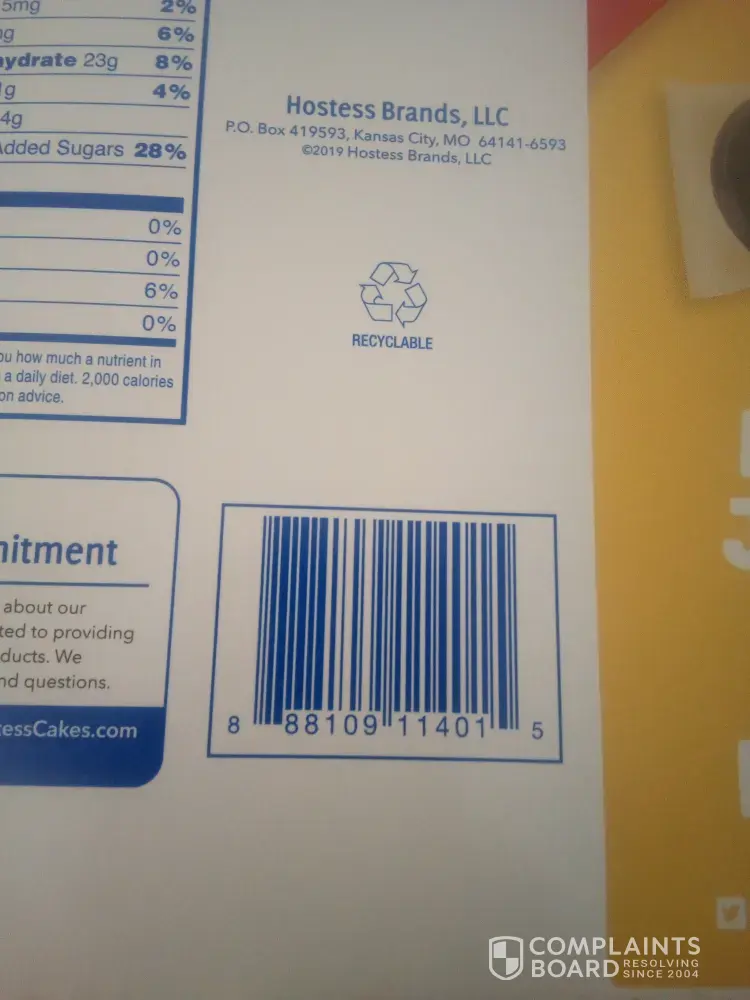 5mg 2%
6%
ydrate 23g 8%
g 4%
4g
Added Sugars 28%
0%
0%
6%
0%
ou how much a nutrient in
a daily diet. 2,000 calories
on advice.
Hostess Brands, LLC
P.O. Box 419593, Kansas City, MO 64141-6593
©2019 Hostess Brands, LLC
RECYCLABLE
nitment
about our
ted to providing
ducts. We
nd questions.
tessCakes.com
8 88109 11401 5
COMPLAINTS
BOARD RESOLVING
SINCE 2004